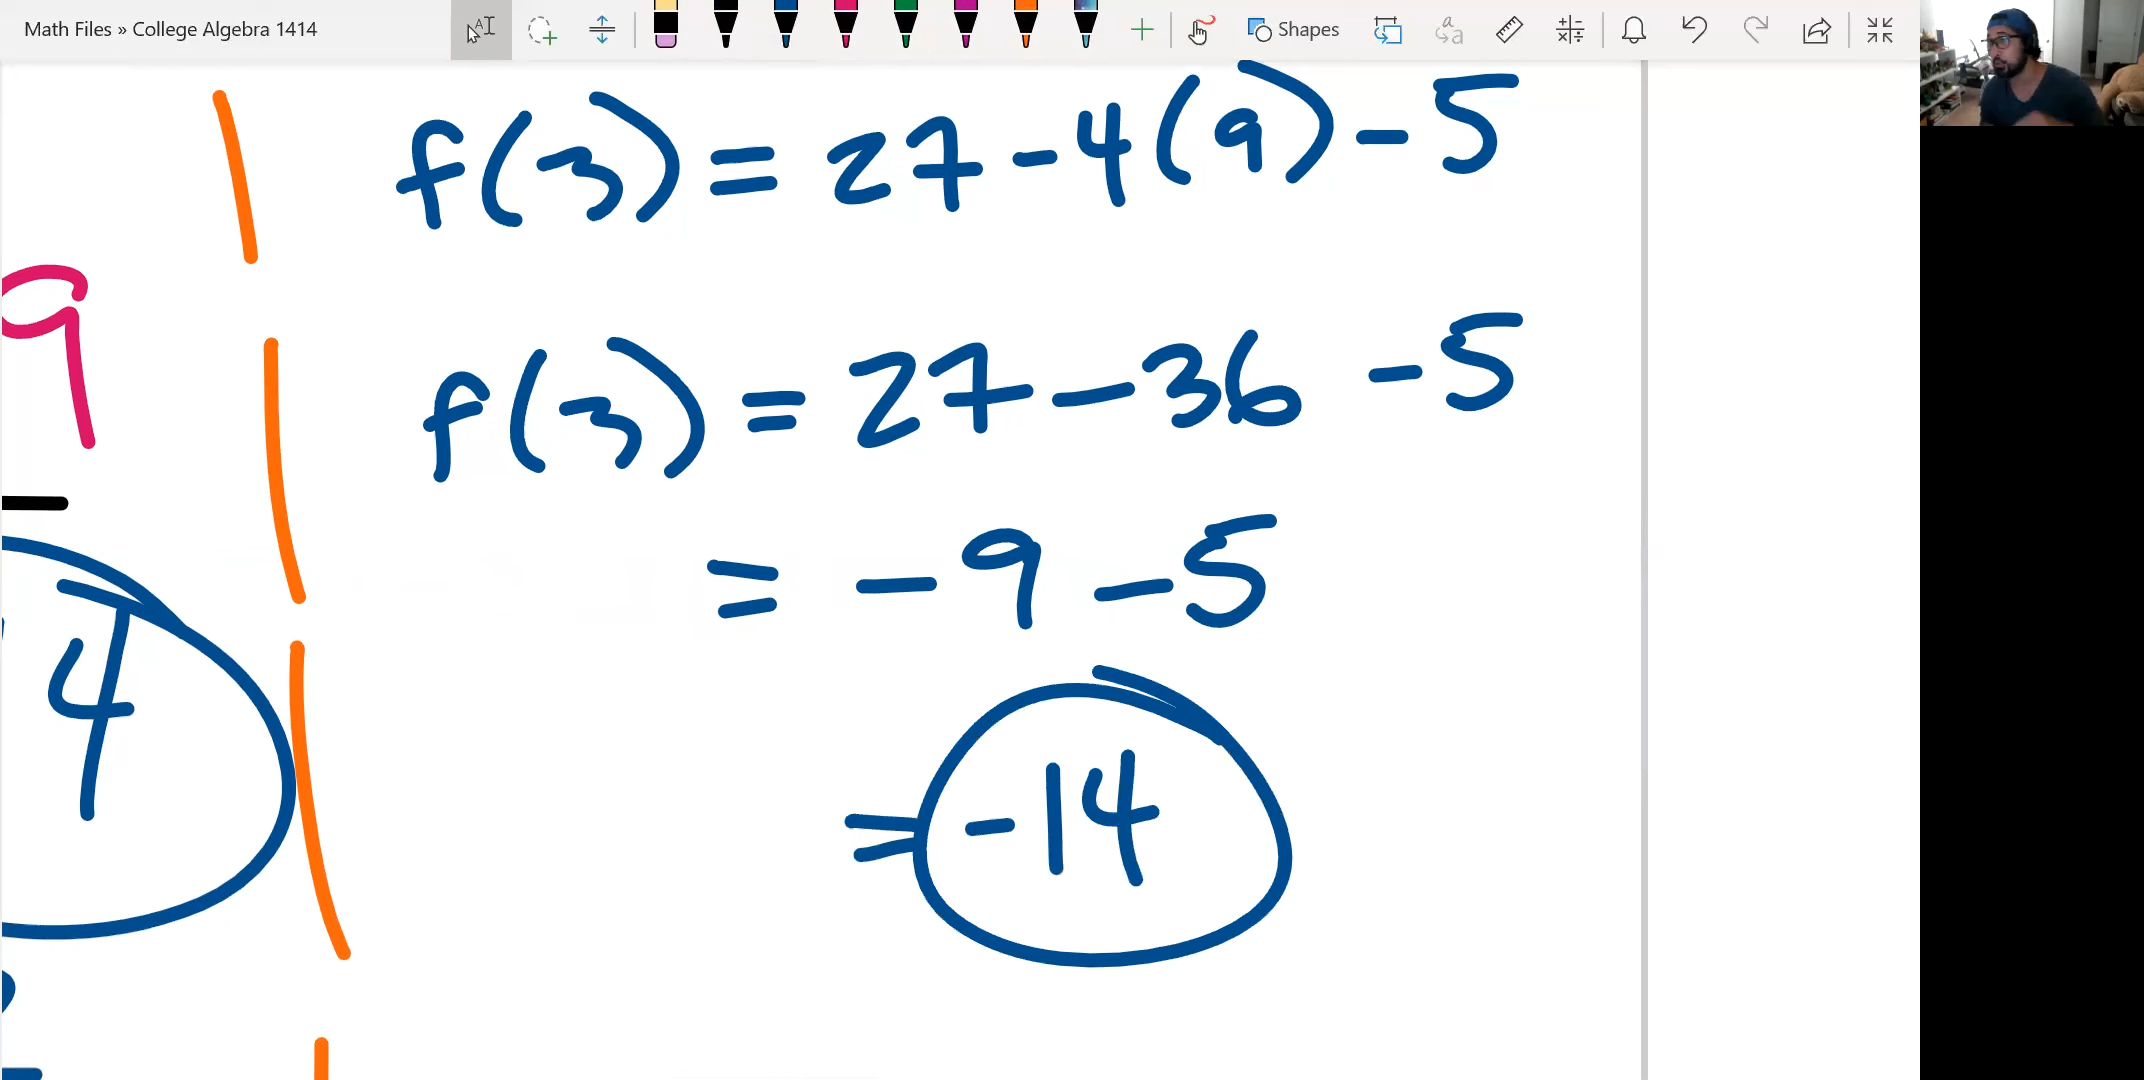 Math Files » College Algebra 1414
Shapes
f(3) = 27 - 4(9) - 5
9
f(3) = 27 - 36 - 5
= - 9 - 5
4
= -14